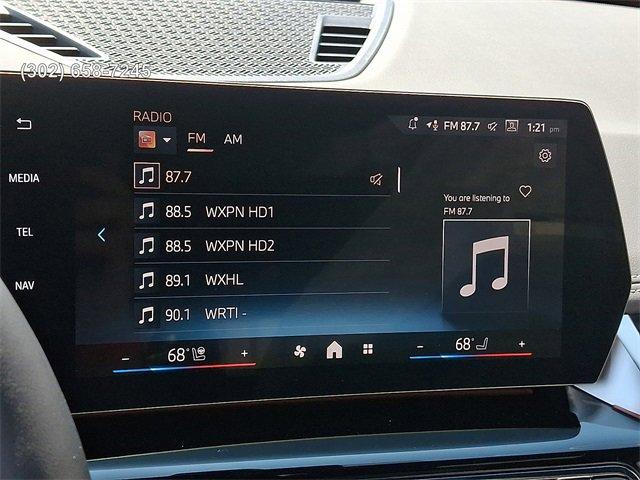 (302) 658-7245
RADIO
FM AM
FM 87.7 1:21 pm
MEDIA
TEL
NAV
87.7
88.5 WXPN HD1
88.5 WXPN HD2
89.1 WXHL
90.1 WRTI -
You are listening to
FM 87.7
- 68° +
- 68° +